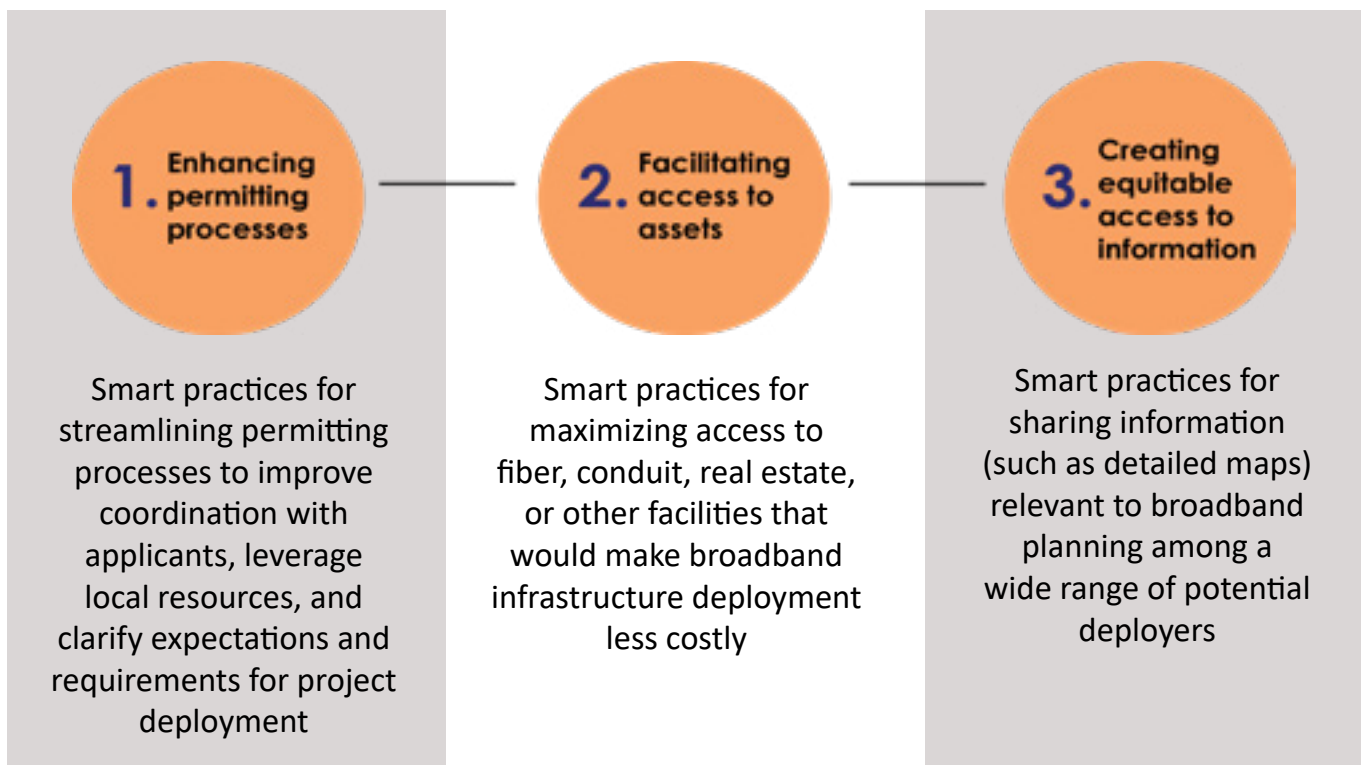 1. Enhancing
permitting
processes
Smart practices for
streamlining permitting
processes to improve
coordination with
applicants, leverage
local resources, and
clarify expectations and
requirements for project
deployment
2. Facilitating
access to
assets
Smart practices for
maximizing access to
fiber, conduit, real estate,
or other facilities that
would make broadband
infrastructure deployment
less costly
3. Creating
equitable
access to
information
Smart practices for
sharing information
(such as detailed maps)
relevant to broadband
planning among a
wide range of potential
deployers